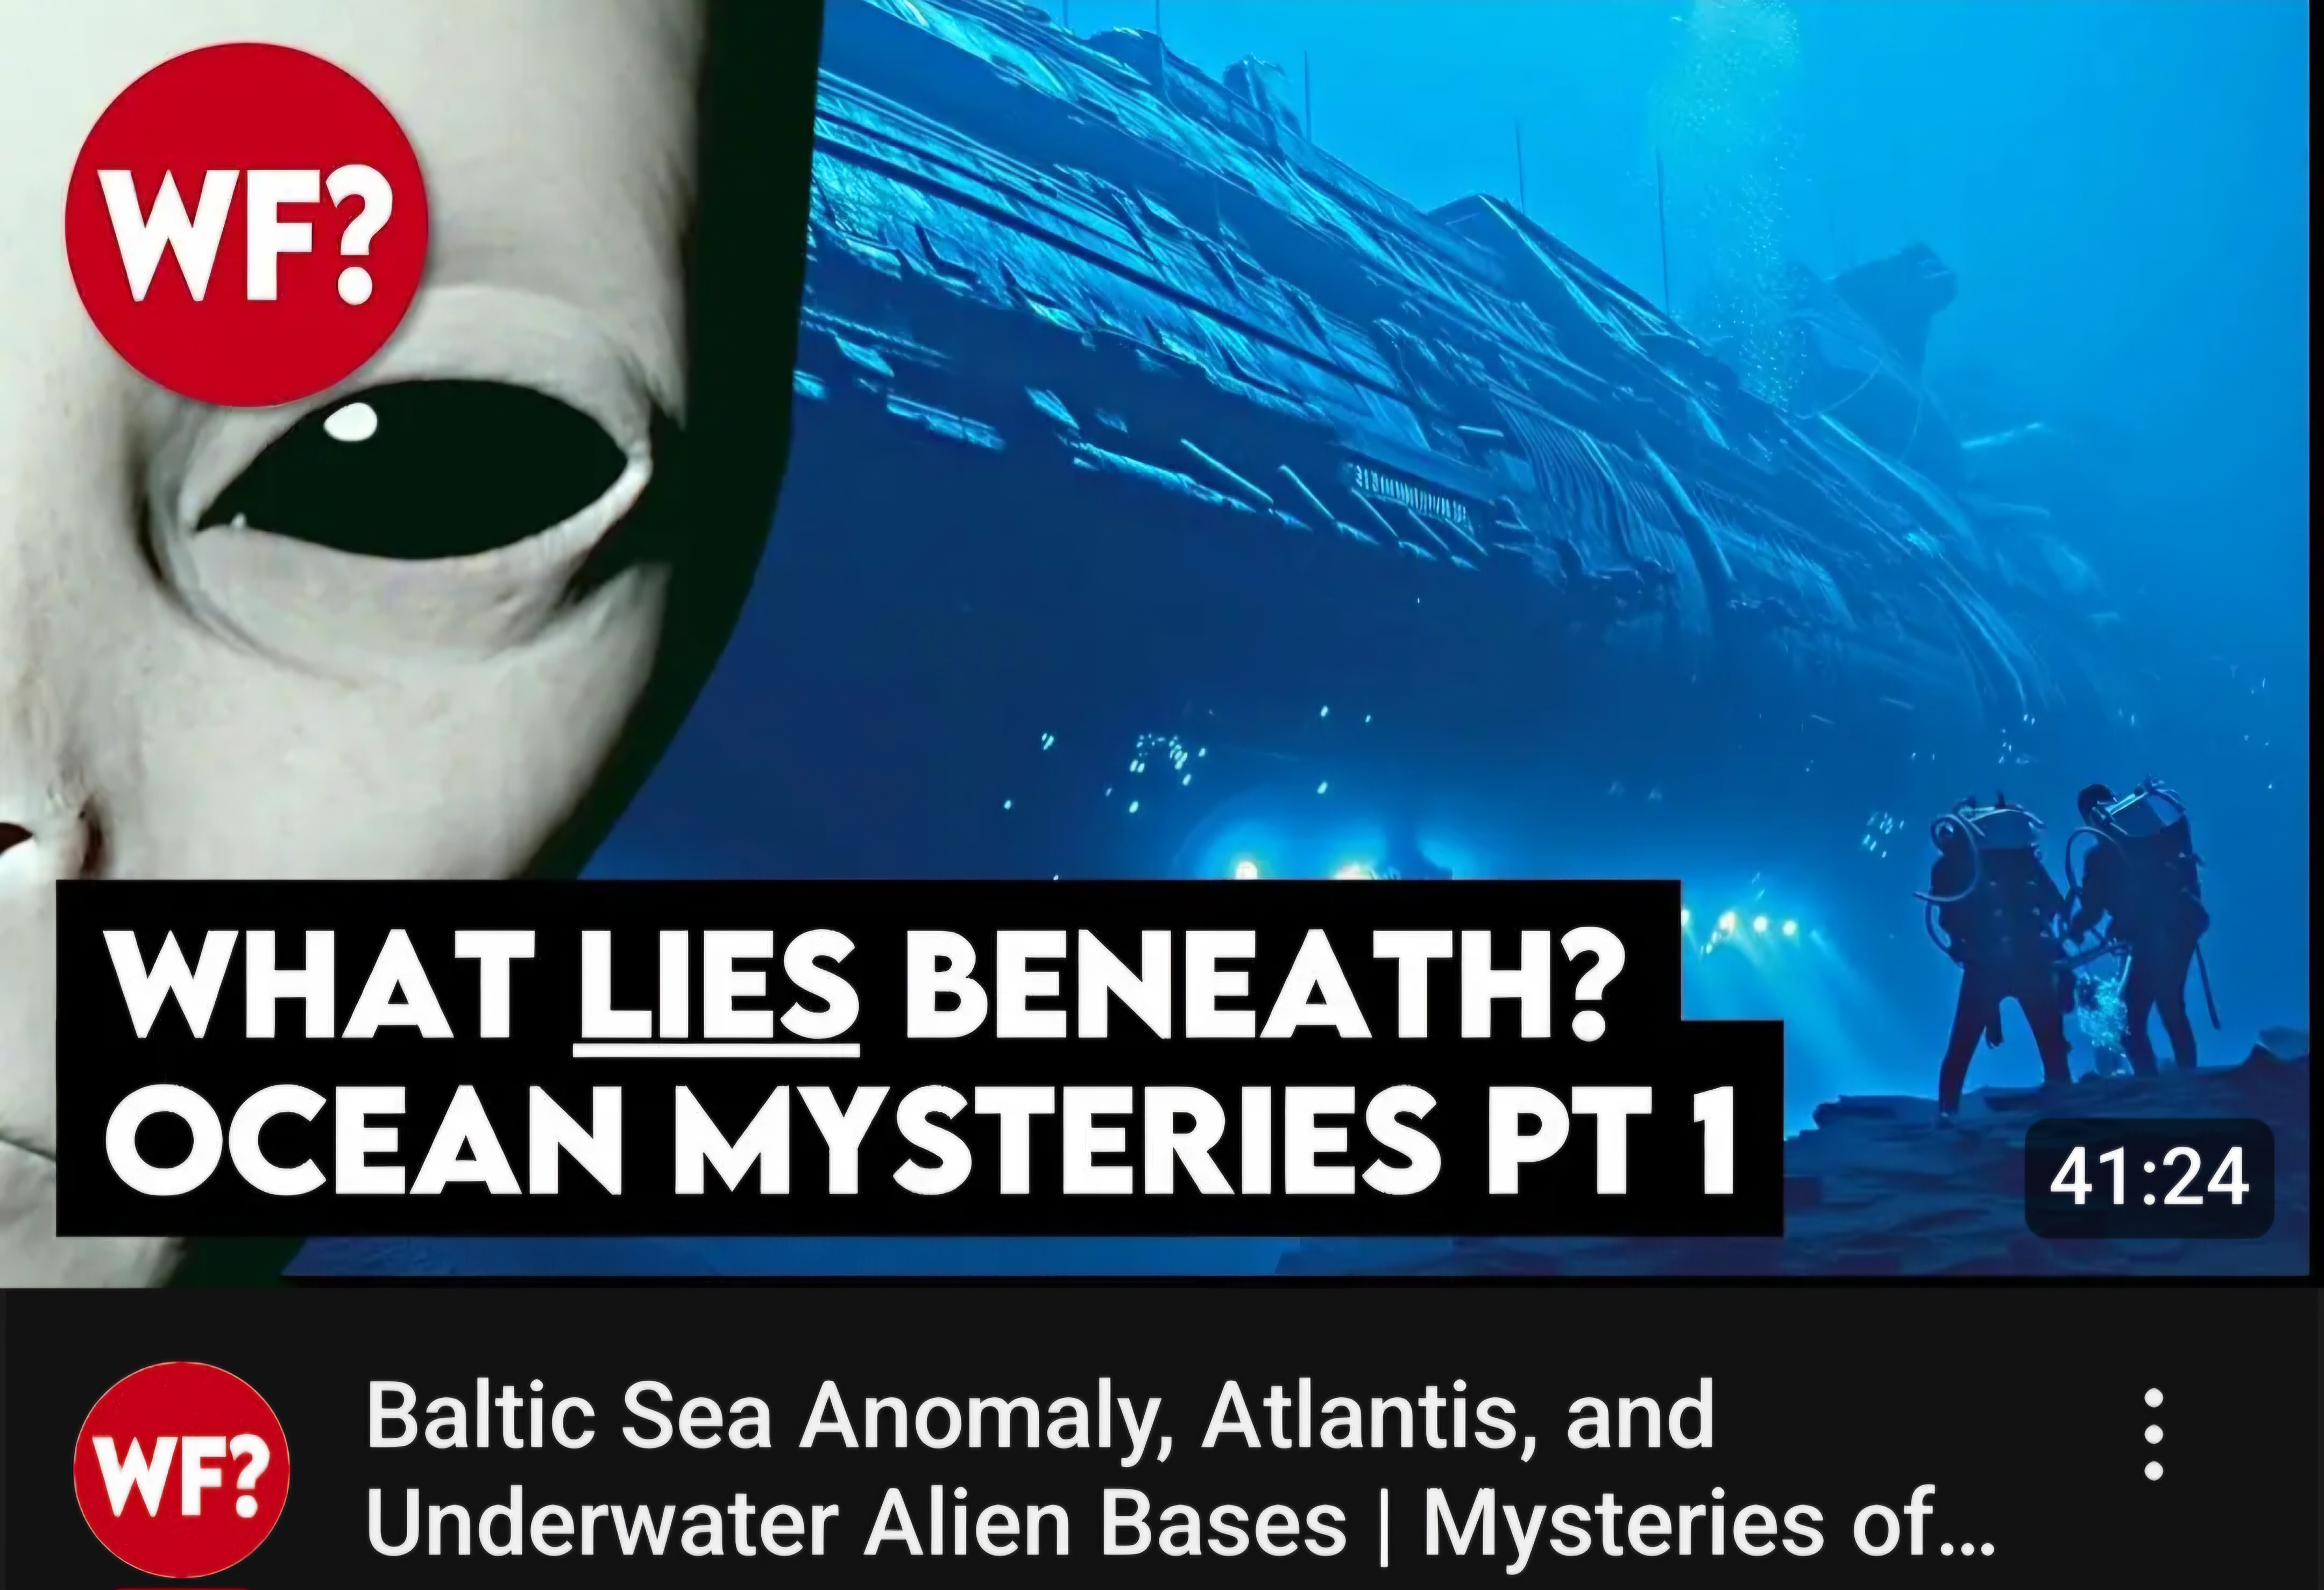 WF?
WHAT LIES BENEATH?
OCEAN MYSTERIES PT 1
41:24
WF?
Baltic Sea Anomaly, Atlantis, and
Underwater Alien Bases | Mysteries of...